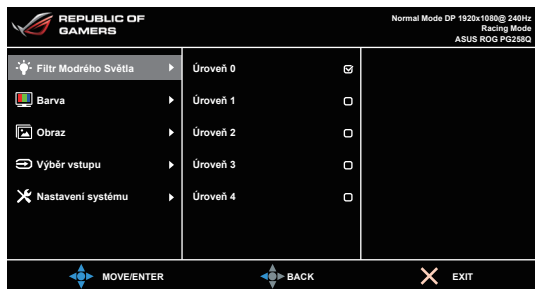 REPUBLIC OF
GAMERS
Normal Mode DP 1920x1080@ 240Hz
Racing Mode
ASUS ROG PG258Q
Filtr Modrého Světla
Úroveň 0
Barva
Úroveň 1
Obraz
Úroveň 2
Výběr vstupu
Úroveň 3
Nastavení systému
Úroveň 4
MOVE/ENTER
BACK
EXIT